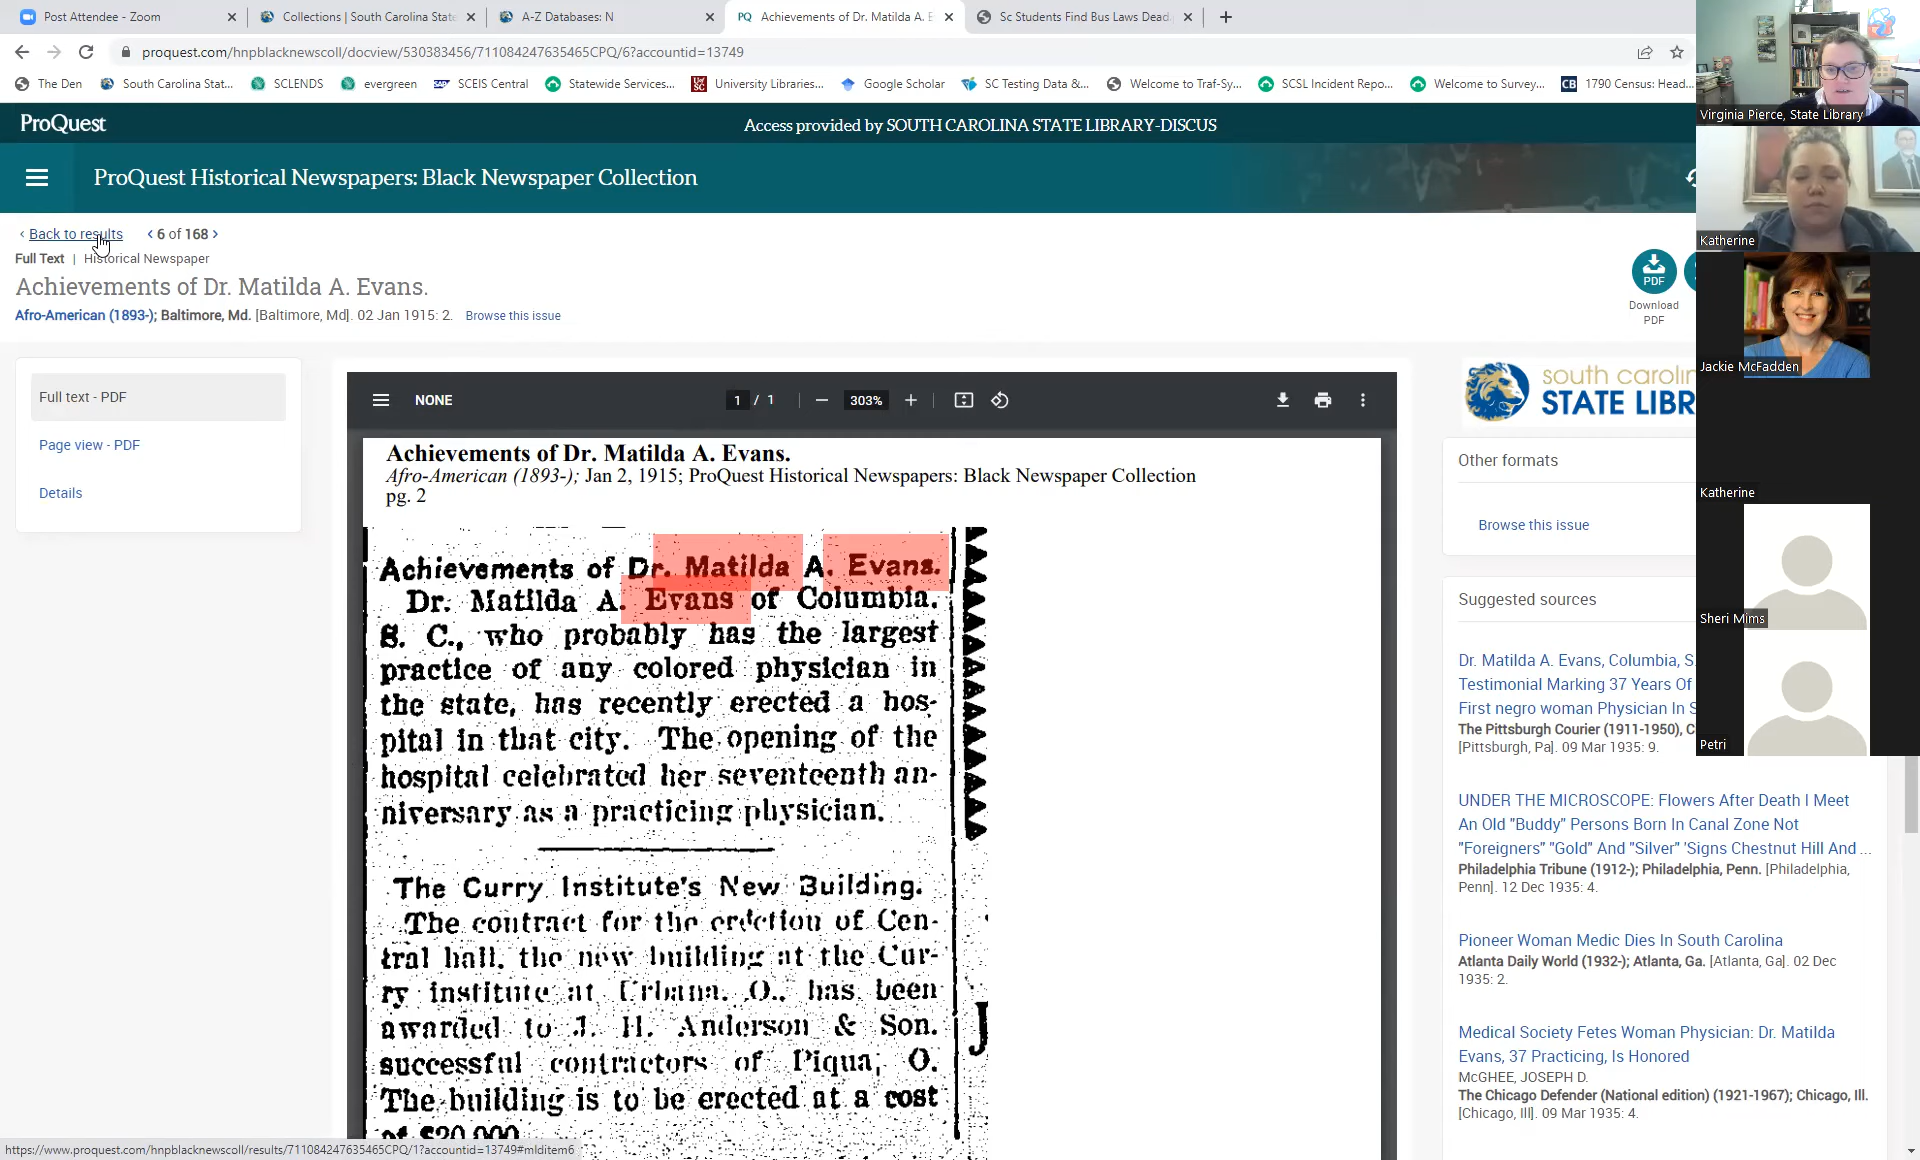 Post Attendee - Zoom
Collections | South Carolina State
A-Z Databases: N
PQ Achievements of Dr. Matilda A. E
Sc Students Find Bus Laws Dead
proquest.com/hnpblacknewscoll/docview/530383456/711084247635465CPQ/6?accountid=13749
The Den
South Carolina Stat...
SCLENDS
evergreen
SCEIS Central
Statewide Services...
University Libraries...
Google Scholar
SC Testing Data &...
Welcome to Traf-Sy...
SCSL Incident Repo...
Welcome to Survey...
CB 1790 Census: Head...
ProQuest
Access provided by SOUTH CAROLINA STATE LIBRARY-DISCUS
ProQuest Historical Newspapers: Black Newspaper Collection
Back to results
6 of 168
Full Text | Historical Newspaper
Achievements of Dr. Matilda A. Evans.
Afro-American (1893-); Baltimore, Md. [Baltimore, Md]. 02 Jan 1915: 2. Browse this issue
PDF
Download
PDF
Full text - PDF
Page view - PDF
Details
NONE
1 / 1
303%
Achievements of Dr. Matilda A. Evans.
Afro-American (1893-); Jan 2, 1915; ProQuest Historical Newspapers: Black Newspaper Collection
pg. 2
Achievements of Dr. Matilda A. Evans.
Dr. Matilda A. Evans of Columbia,
S. C., who probably has the largest
practice of any colored physician in
the state, has recently erected a hos-
pital in that city. The opening of the
hospital celebrated her seventeenth an-
niversary as a practicing physician.
The Curry Institute's New Building.
The contract for the erection of Cen-
tral hall, the new building at the Cur-
ry institute at Urbana, O., has been
awarded to J. H. Anderson & Son,
successful contractors of Piqua, O.
The building is to be erected at a cost
of $20,000
J
south carolin
STATE LIBR
Other formats
Browse this issue
Suggested sources
Dr. Matilda A. Evans, Columbia, S.
Testimonial Marking 37 Years Of
First negro woman Physician In S
The Pittsburgh Courier (1911-1950), C
[Pittsburgh, Pa]. 09 Mar 1935: 9.
UNDER THE MICROSCOPE: Flowers After Death I Meet
An Old "Buddy" Persons Born In Canal Zone Not
"Foreigners" "Gold" And "Silver" 'Signs Chestnut Hill And ...
Philadelphia Tribune (1912-); Philadelphia, Penn. [Philadelphia,
Penn]. 12 Dec 1935: 4.
Pioneer Woman Medic Dies In South Carolina
Atlanta Daily World (1932-); Atlanta, Ga. [Atlanta, Ga]. 02 Dec
1935: 2.
Medical Society Fetes Woman Physician: Dr. Matilda
Evans, 37 Practicing, Is Honored
McGHEE, JOSEPH D.
The Chicago Defender (National edition) (1921-1967); Chicago, Ill.
[Chicago, Ill]. 09 Mar 1935: 4.
Virginia Pierce, State Library
Katherine
Jackie McFadden
Katherine
Sheri Mims
Petri
https://www.proquest.com/hnpblacknewscoll/results/711084247635465CPQ/1?accountid=13749#mlditem6